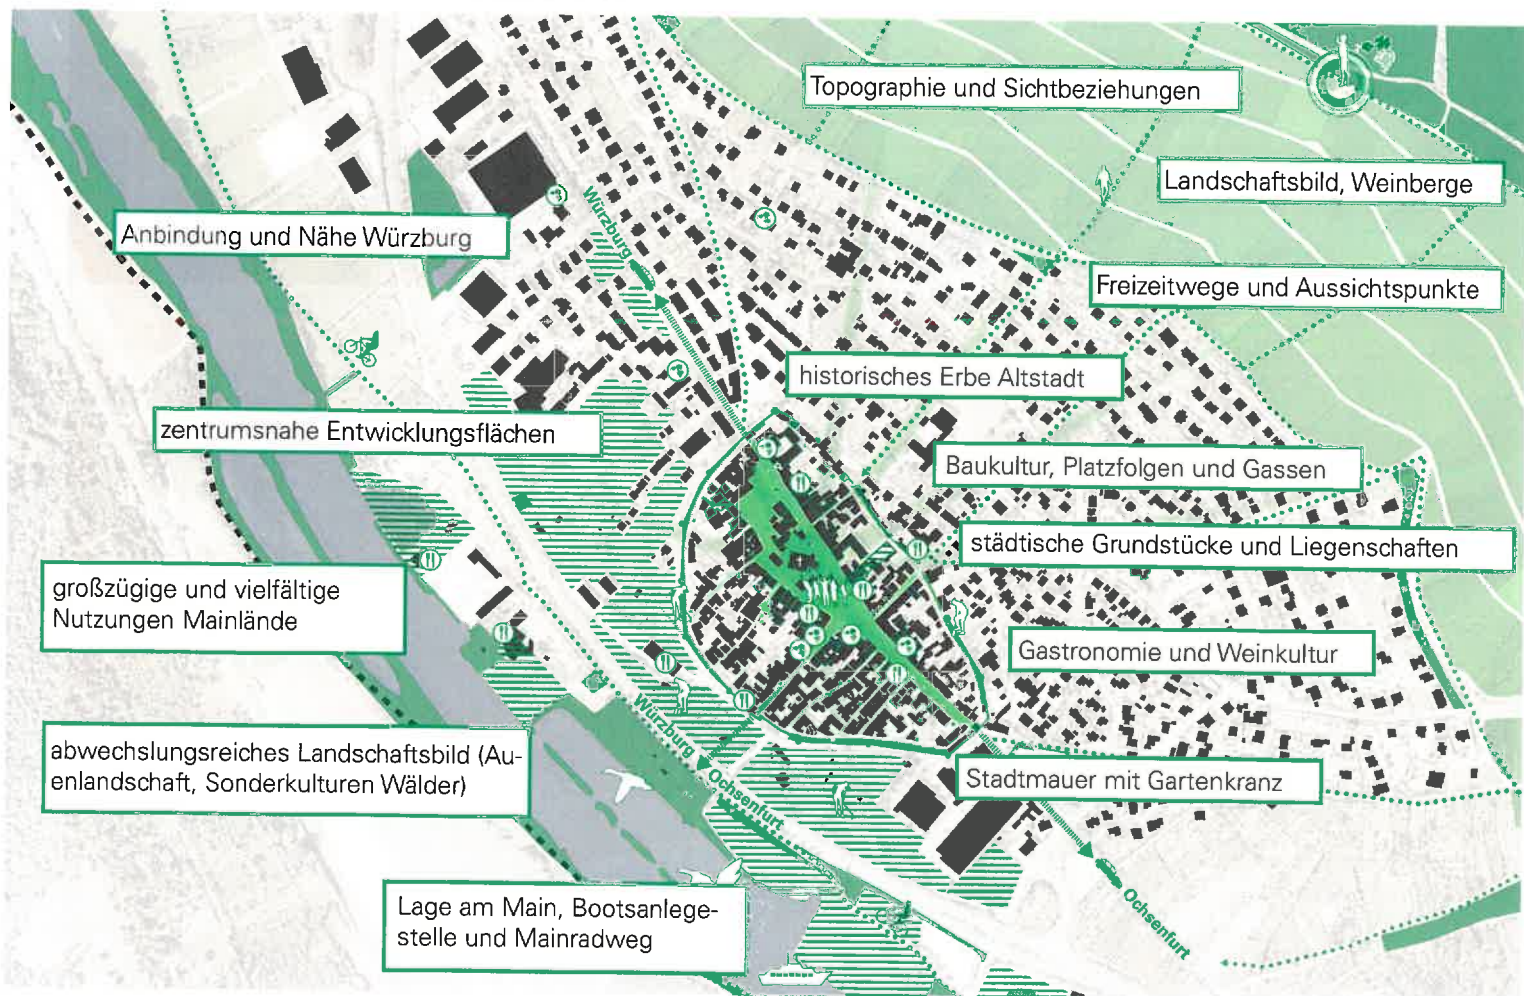 Topographie und Sichtbeziehungen
Landschaftsbild, Weinberge
Würzburg
Anbindung und Nähe Würzburg
Freizeitwege und Aussichtspunkte
historisches Erbe Altstadt
zentrumsnahe Entwicklungsflächen
Baukultur, Platzfolgen und Gassen
städtische Grundstücke und Liegenschaften
großzügige und vielfältige
Nutzungen Mainlände
Gastronomie und Weinkultur
Würzburg
abwechslungsreiches Landschaftsbild (Au-
enlandschaft, Sonderkulturen Wälder)
Ochsenfurt
Stadtmauer mit Gartenkranz
Lage am Main, Bootsanlege-
stelle und Mainradweg
Ochsenfurt